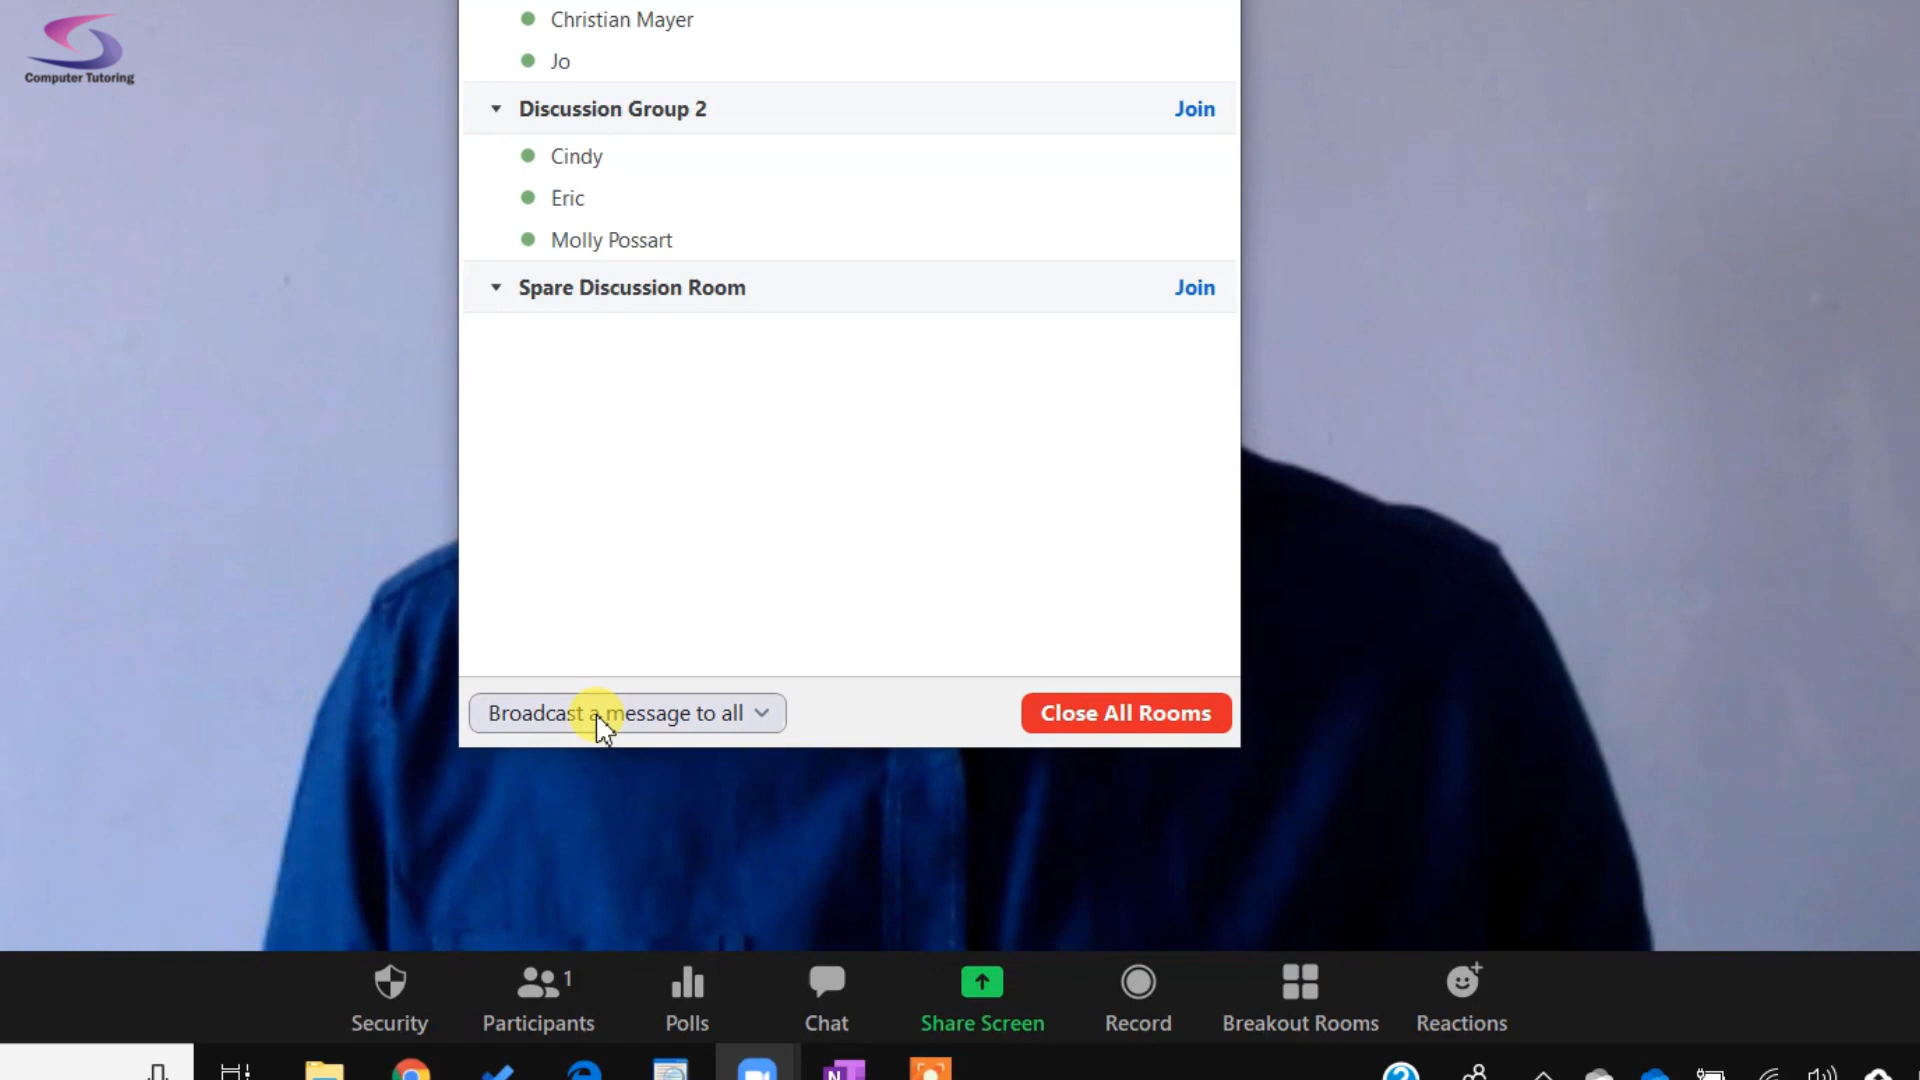 Computer Tutoring
Christian Mayer
Jo
Discussion Group 2 Join
Cindy
Eric
Molly Possart
Spare Discussion Room Join
Broadcast a message to all Close All Rooms
1
Security Participants Polls Chat Share Screen Record Breakout Rooms Reactions
N ?